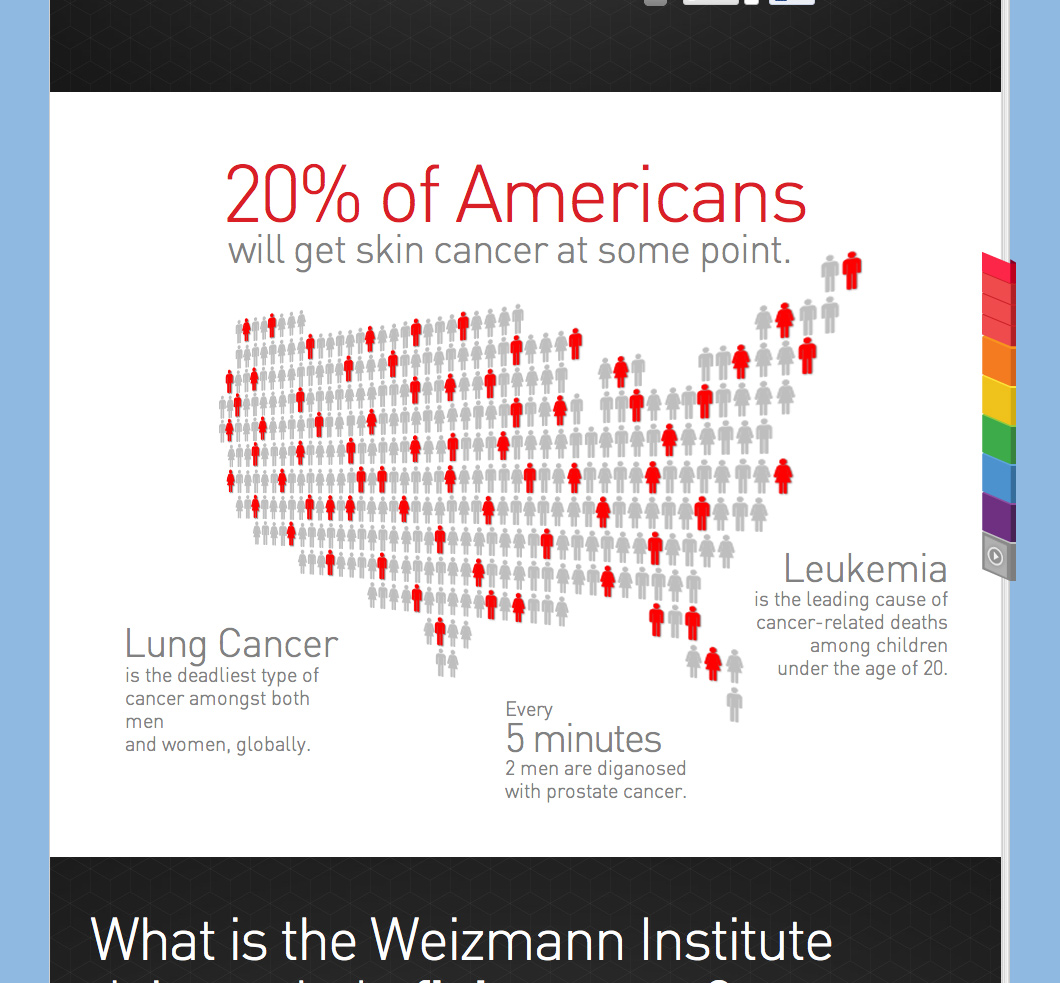 20% of Americans
will get skin cancer at some point.
Leukemia
is the leading cause of
cancer-related deaths
among children
under the age of 20.
Lung Cancer
is the deadliest type of
cancer amongst both
men
and women, globally.
Every
5 minutes
2 men are diganosed
with prostate cancer.
What is the Weizmann Institute